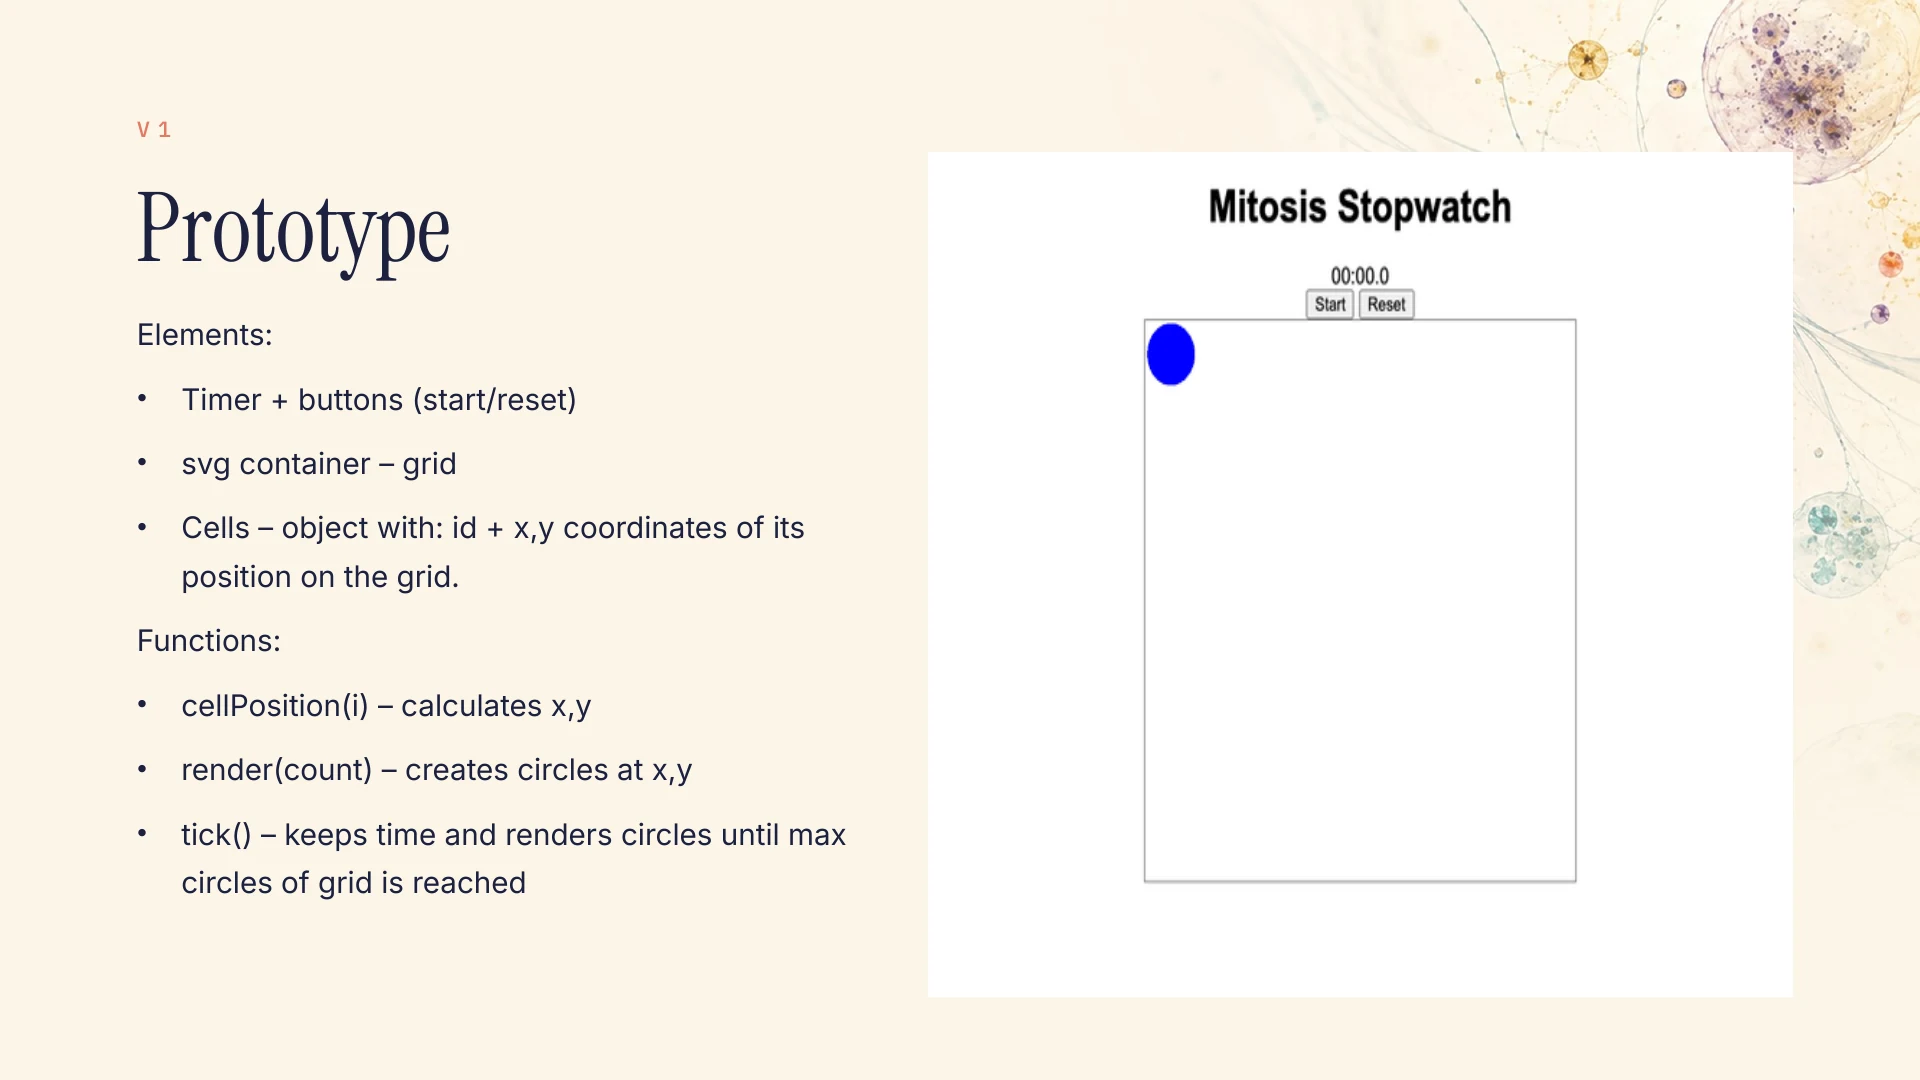 V 1
Prototype
Elements:
• Timer + buttons (start/reset)
• svg container – grid
• Cells – object with: id + x,y coordinates of its
position on the grid.
Functions:
• cellPosition(i) – calculates x,y
• render(count) – creates circles at x,y
• tick() – keeps time and renders circles until max
circles of grid is reached
Mitosis Stopwatch
00:00.0
Start Reset